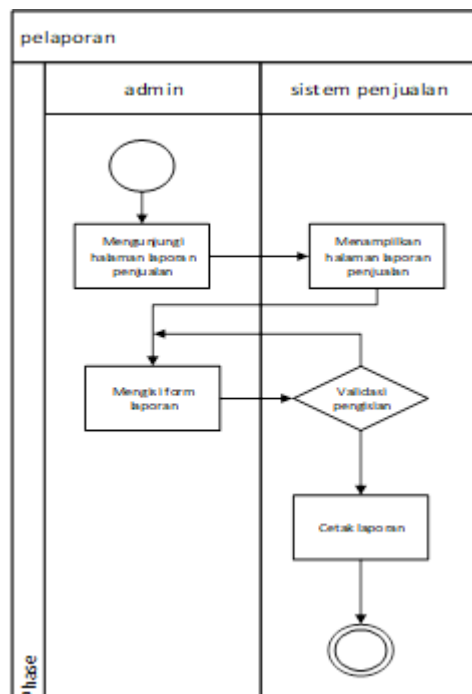 pelaporan
admin
sistem penjualan
Mengunjungi
halaman laporan
penjualan
Menampilkan
halaman laporan
penjualan
Mengisi form
laporan
Validasi
pengisian
Cetak laporan
Phase